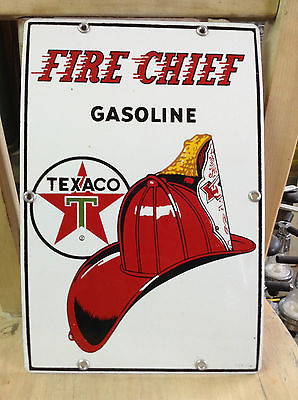 FIRE CHIEF
GASOLINE
TEXACO
T
®